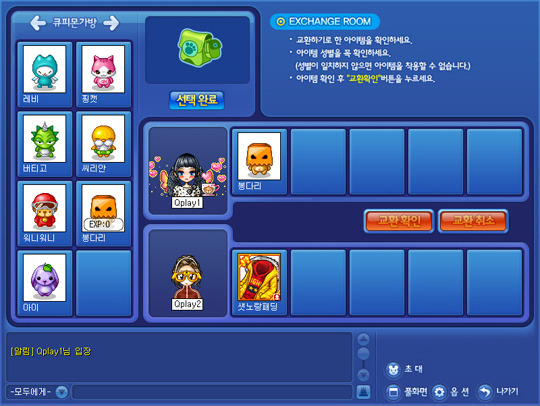 큐피몬가방
EXCHANGE ROOM
· 교환하기로 한 아이템을 확인하세요.
· 아이템 성별을 꼭 확인하세요.
(성별이 일치하지 않으면 아이템을 착용할 수 없습니다.)
· 아이템 확인 후 "교환확인"버튼을 누르세요.
선택 완료
레비
핑캣
버티고
써리안
워니워니
EXP:0
봉다리
아이
Qplay1
봉다리
교환 확인
교환 취소
Qplay2
샛노랑패딩
[알림] Qplay1님 입장
초 대
-모두에게-
풀화면
옵 션
나가기